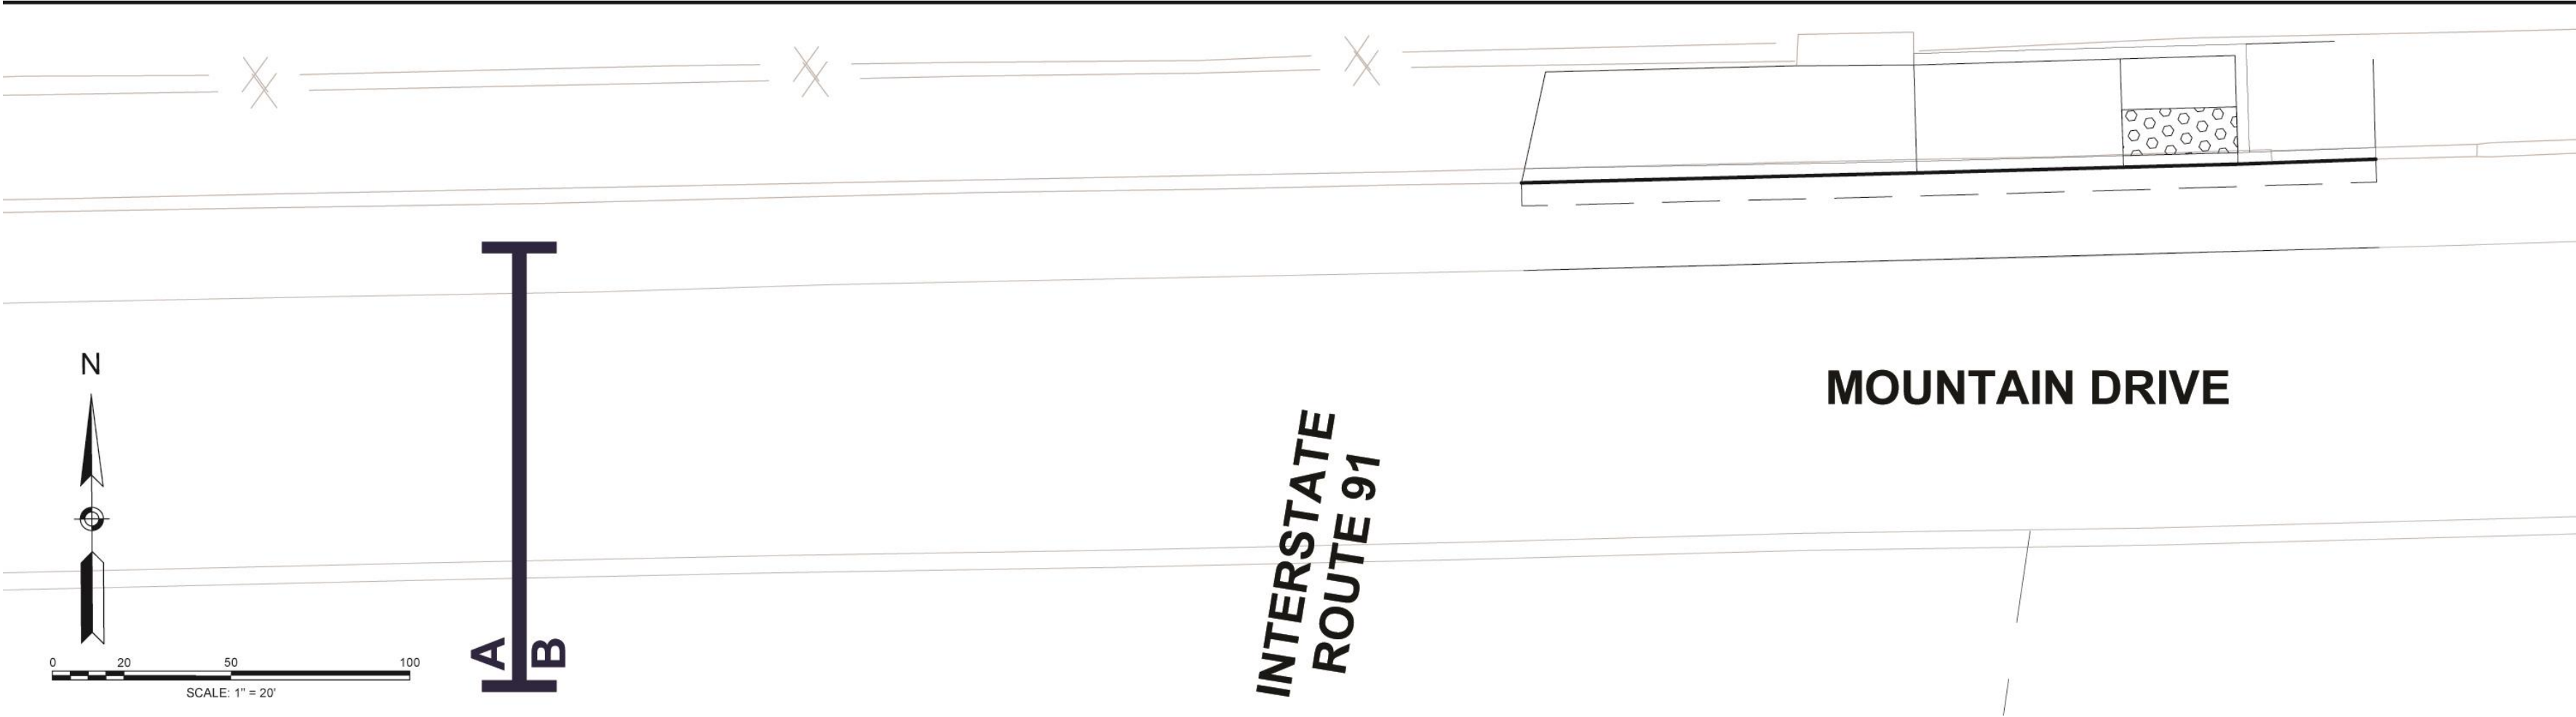 N
MOUNTAIN DRIVE
INTERSTATE
ROUTE 91
A
B
0 20 50 100
SCALE: 1" = 20'